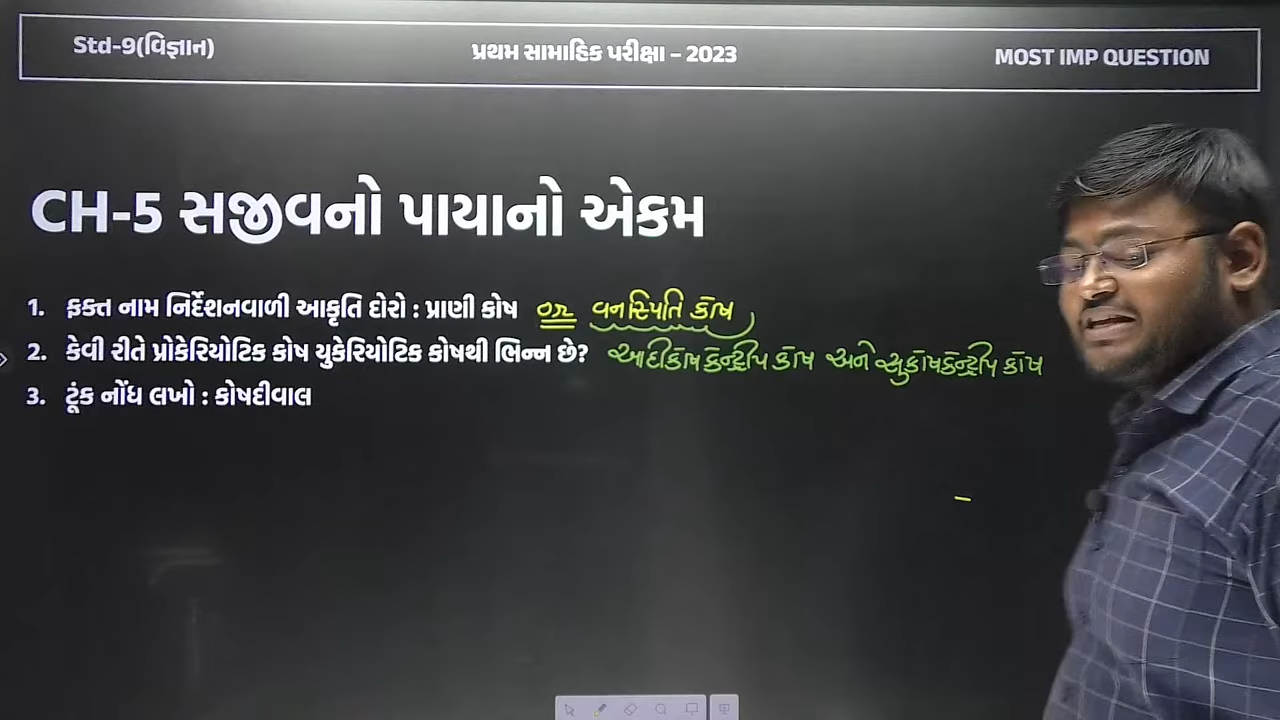 Std-9(વિજ્ઞાન) પ્રથમ સામાહિક પરીક્ષા – 2023 MOST IMP QUESTION
CH-5 સજીવનો પાયાનો એકમ
1. ફક્ત નામ નિર્દેશનવાળી આકૃતિ દોરો : પ્રાણી કોષ or વનસ્પિતિ કોષ
2. કેવી રીતે પ્રોકેરિયોટિક કોષ યુકેરિયોટિક કોષથી ભિન્ન છે? આદીકોષકેન્દ્રીય કોષ અને સુકોષકેન્દ્રીય કોષ
3. ટૂંક નોંધ લખો : કોષદીવાલ